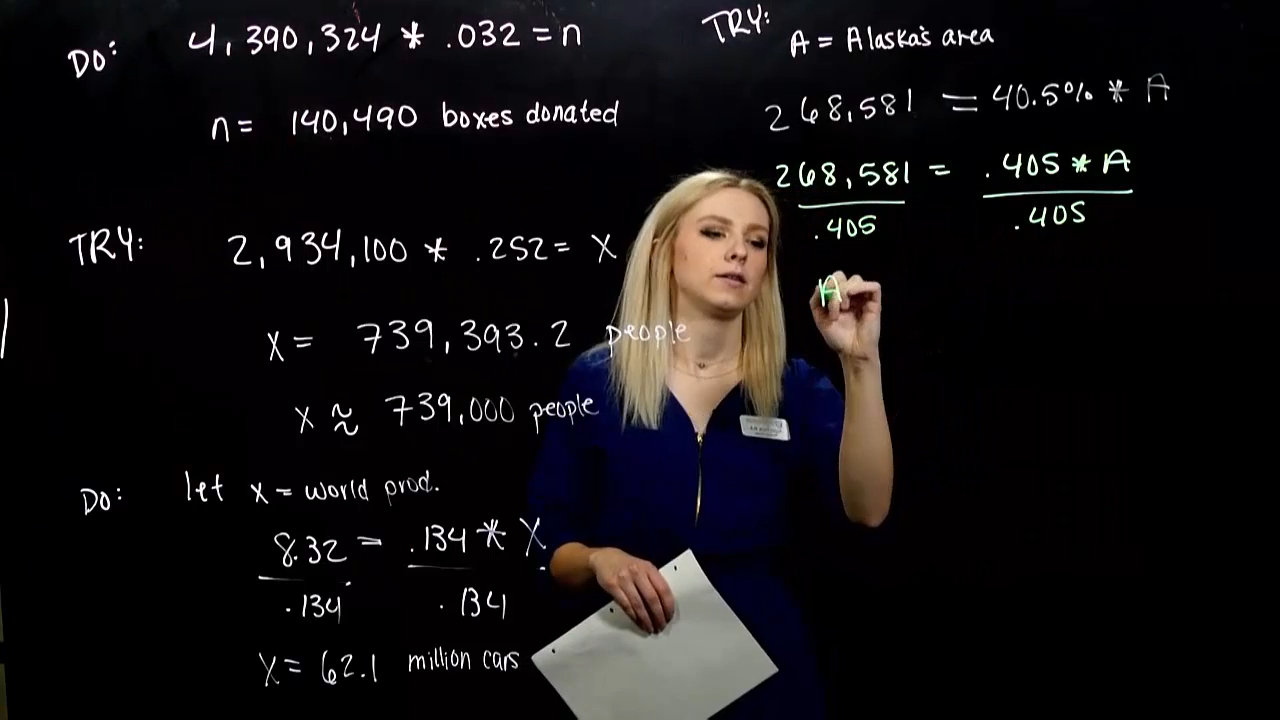 DO: 4,390,324 * .032 = n
n = 140,490 boxes donated
TRY: 2,934,100 * .252 = X
X = 739,393.2 people
X ≈ 739,000 people
DO: let x = world prod.
8.32 = .134 * X
.134 .134
X = 62.1 million cars
TRY:
A = Alaska's area
268,581 = 40.5% * A
268,581 = .405 * A
.405 .405
A